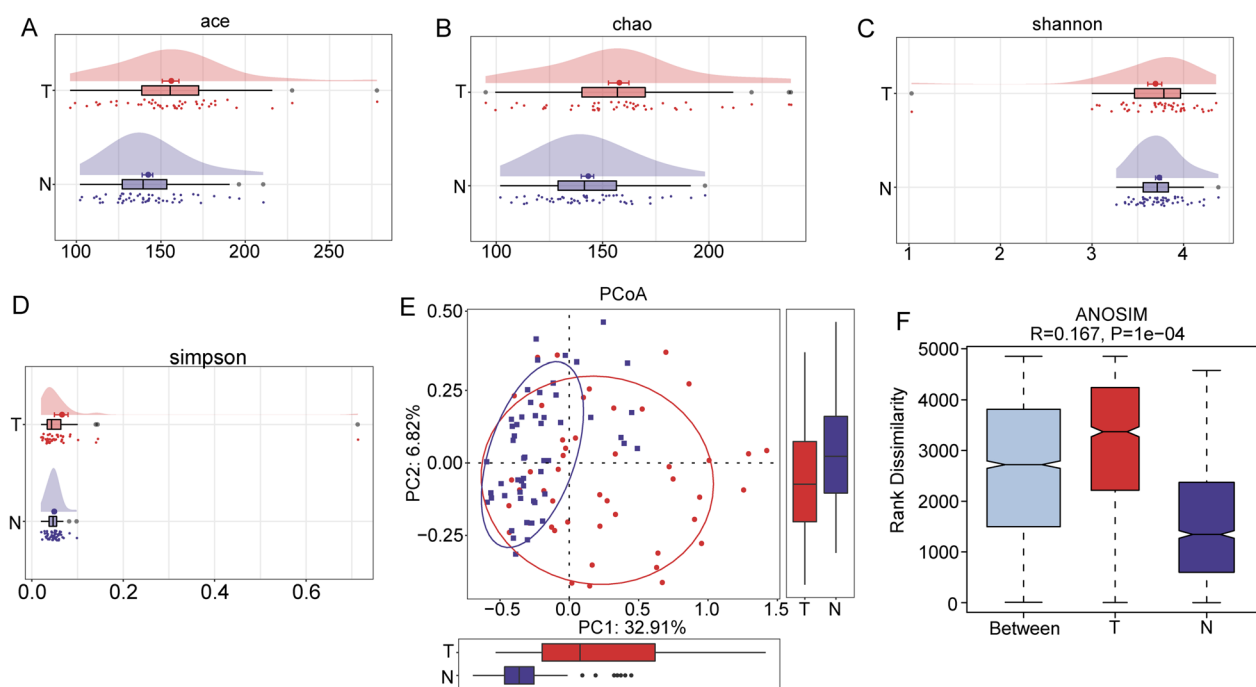 A
ace
T
N
100
150
200
250
B
chao
T
N
100
150
200
C
shannon
T
N
1
2
3
4
D
simpson
T
N
0.0
0.2
0.4
0.6
E
PCoA
PC2: 6.82%
0.50
0.25
0.00
−0.25
−0.5
0.0
0.5
1.0
1.5
T N
PC1: 32.91%
T
N
F
ANOSIM
R=0.167, P=1e−04
Rank Dissimilarity
5000
4000
3000
2000
1000
0
Between
T
N